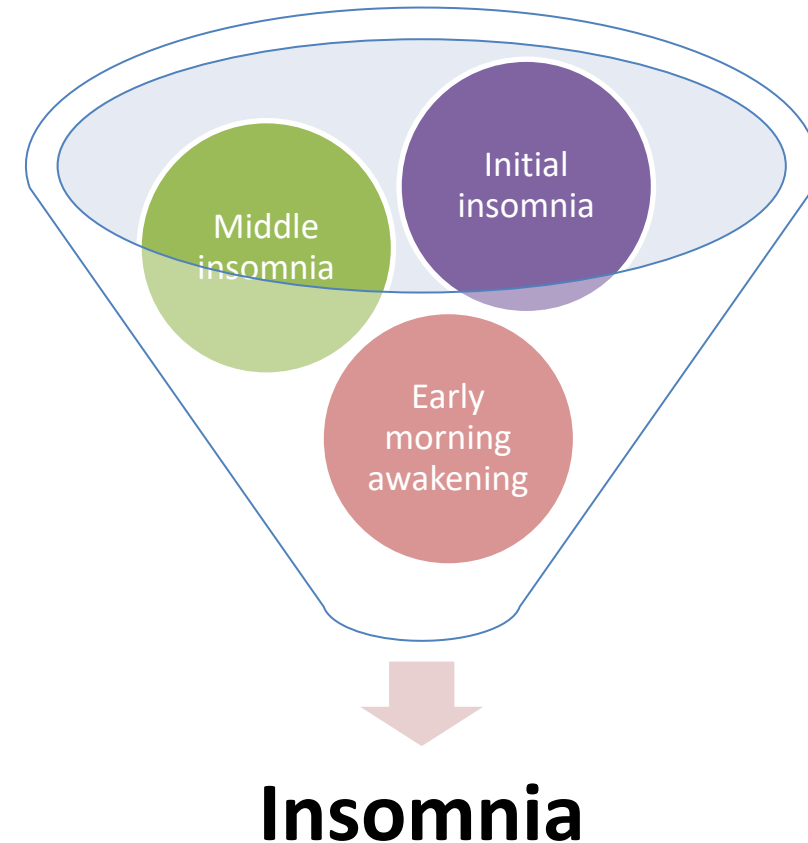 Initial
insomnia
Middle
insomnia
Early
morning
awakening
Insomnia